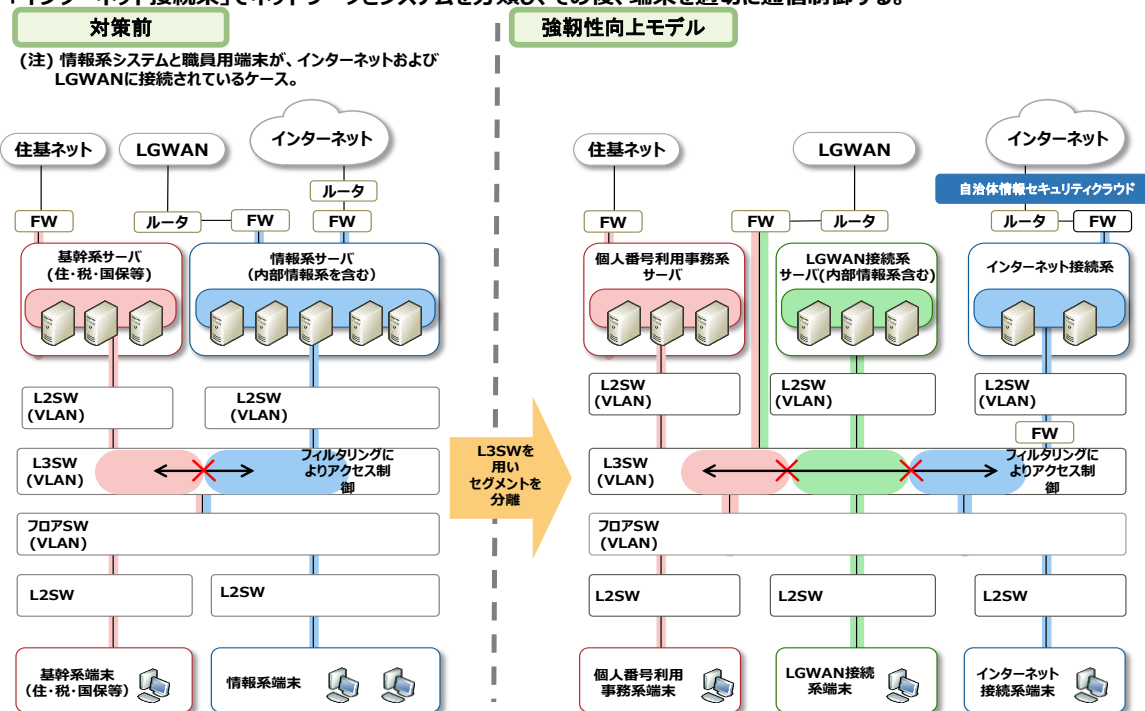 「インターネット接続系」でネットワークとシステムを分類し、その後、端末を適切に通信制御する。
対策前
(注) 情報系システムと職員用端末が、インターネットおよび
LGWANに接続されているケース。
住基ネット
LGWAN
インターネット
ルータ
FW
ルータ
FW
FW
基幹系サーバ
(住・税・国保等)
情報系サーバ
(内部情報系を含む)
L2SW
(VLAN)
L2SW
(VLAN)
L3SW
(VLAN)
フィルタリングに
よりアクセス制
御
フロアSW
(VLAN)
L2SW
L2SW
基幹系端末
(住・税・国保等)
情報系端末
L3SWを
用い
セグメントを
分離
強靭性向上モデル
住基ネット
LGWAN
インターネット
自治体情報セキュリティクラウド
FW
FW
ルータ
ルータ
FW
個人番号利用事務系
サーバ
LGWAN接続系
サーバ(内部情報系含む)
インターネット接続系
L2SW
(VLAN)
L2SW
(VLAN)
L2SW
(VLAN)
FW
L3SW
(VLAN)
フィルタリングに
よりアクセス制
御
フロアSW
(VLAN)
L2SW
L2SW
L2SW
個人番号利用
事務系端末
LGWAN接続
系端末
インターネット
接続系端末